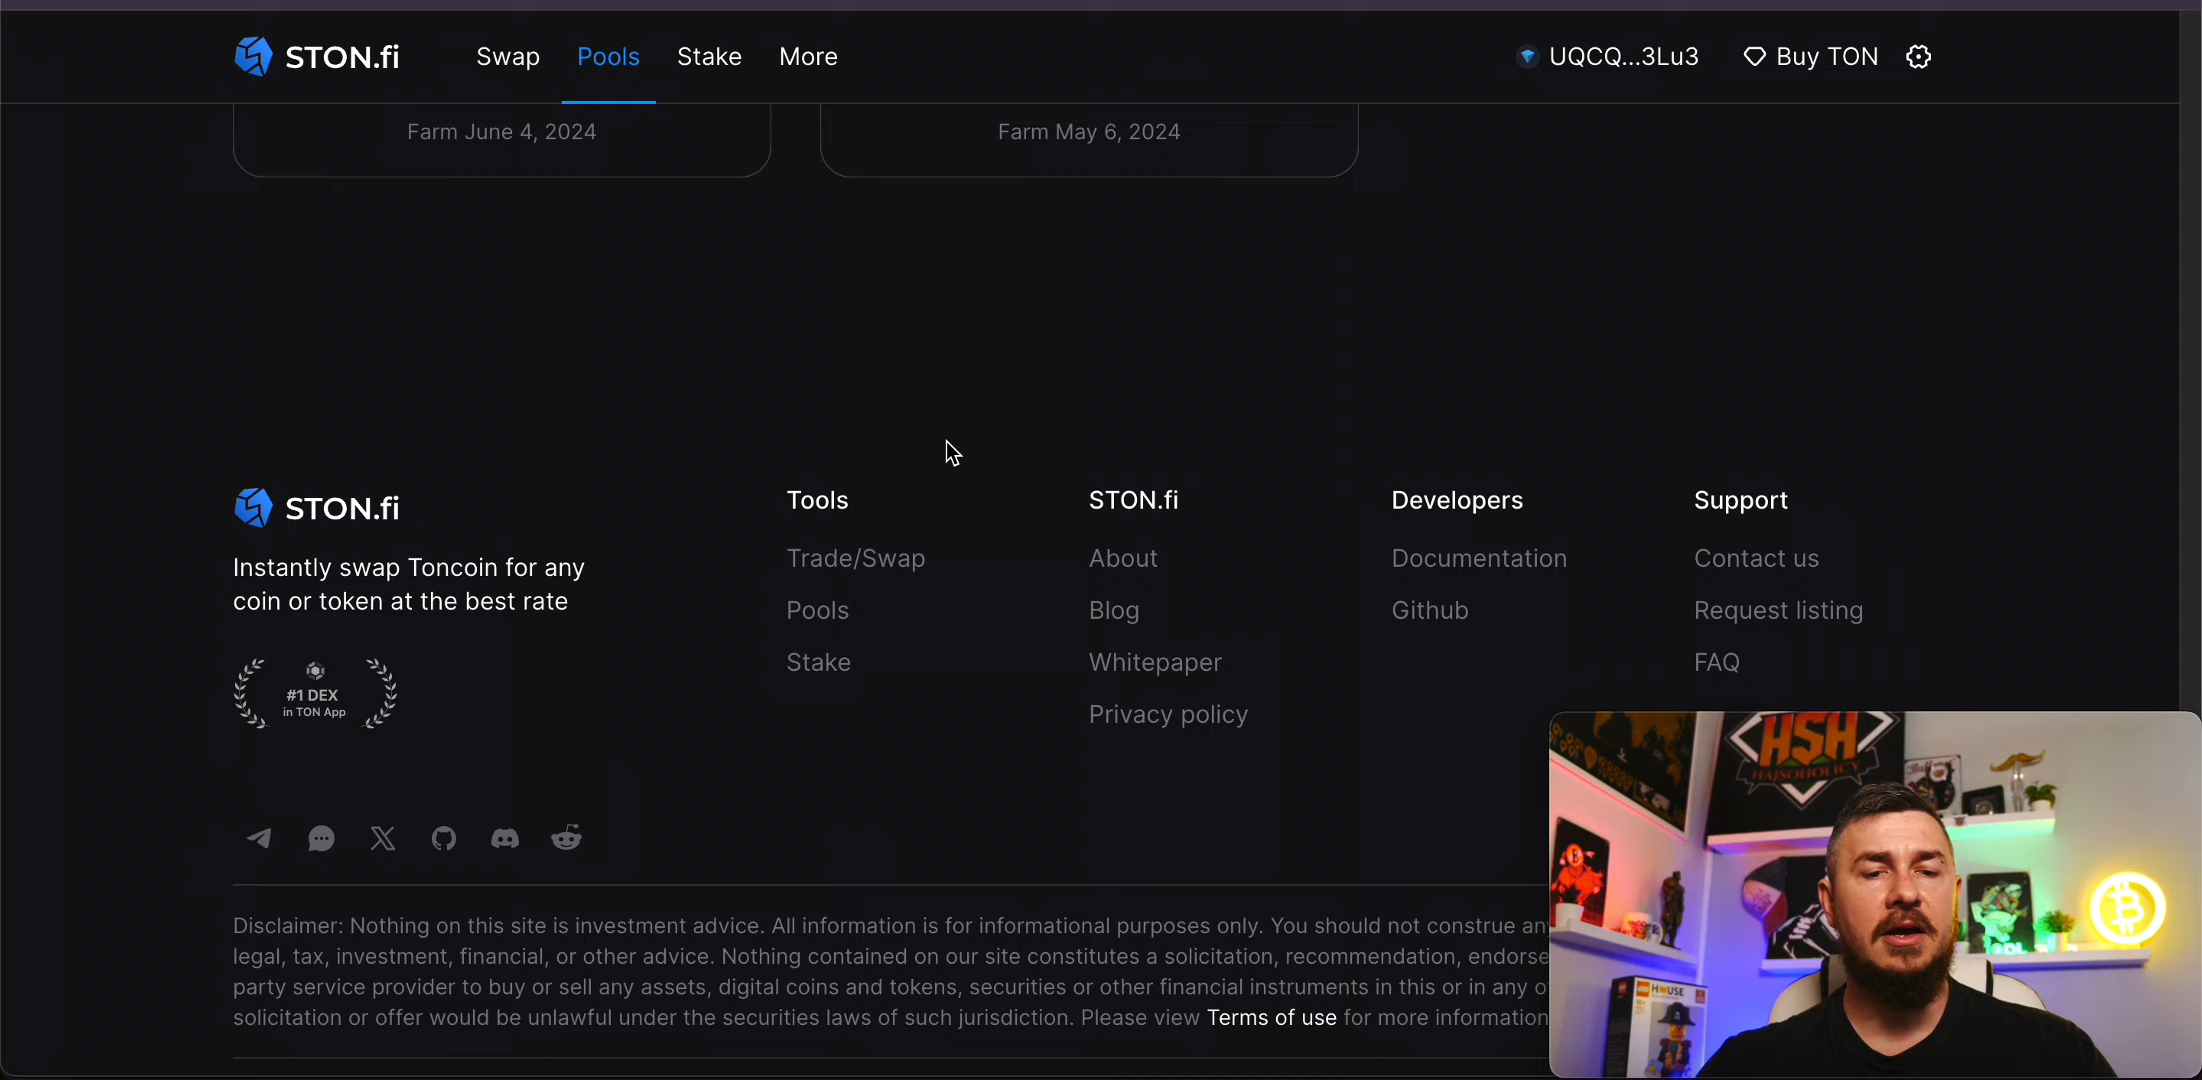 STON.fi
Swap
Pools
Stake
More
UQCQ...3Lu3
Buy TON
Farm June 4, 2024
Farm May 6, 2024
STON.fi
Instantly swap Toncoin for any
coin or token at the best rate
#1 DEX
in TON App
Tools
Trade/Swap
Pools
Stake
STON.fi
About
Blog
Whitepaper
Privacy policy
Developers
Documentation
Github
Support
Contact us
Request listing
FAQ
Disclaimer: Nothing on this site is investment advice. All information is for informational purposes only. You should not construe
legal, tax, investment, financial, or other advice. Nothing contained on our site constitutes a solicitation, recommendation,
party service provider to buy or sell any assets, digital coins and tokens, securities or other financial instruments in this or in any
solicitation or offer would be unlawful under the securities laws of such jurisdiction. Please view Terms of use for more information
HSH
HAJSOHOLICY